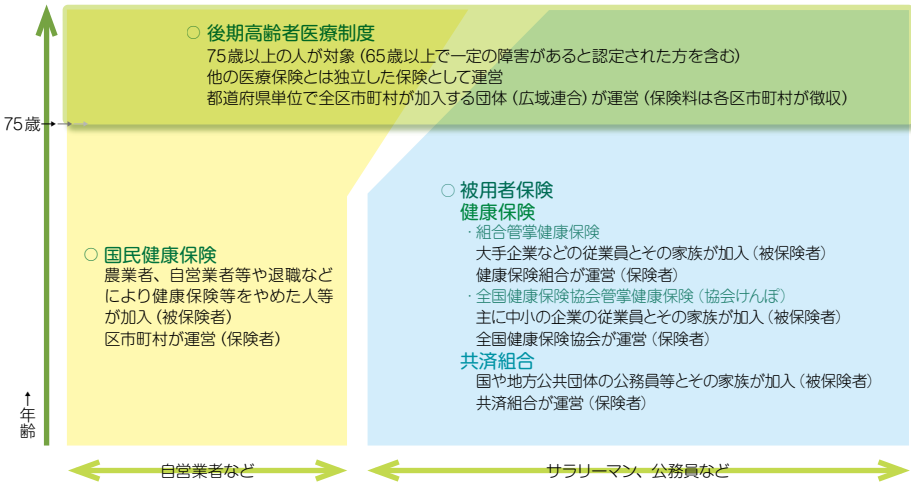 ○ 後期高齢者医療制度
75歳以上の人が対象（65歳以上で一定の障害があると認定された方を含む）
他の医療保険とは独立した保険として運営
都道府県単位で全区市町村が加入する団体（広域連合）が運営（保険料は各区市町村が徴収）
75歳→→→
○ 国民健康保険
農業者、自営業者等や退職など
により健康保険等をやめた人等
が加入（被保険者）
区市町村が運営（保険者）
○ 被用者保険
健康保険
・組合管掌健康保険
大手企業などの従業員とその家族が加入（被保険者）
健康保険組合が運営（保険者）
・全国健康保険協会管掌健康保険（協会けんぽ）
主に中小の企業の従業員とその家族が加入（被保険者）
全国健康保険協会が運営（保険者）
共済組合
国や地方公共団体の公務員等とその家族が加入（被保険者）
共済組合が運営（保険者）
↑年齢
自営業者など
サラリーマン、公務員など